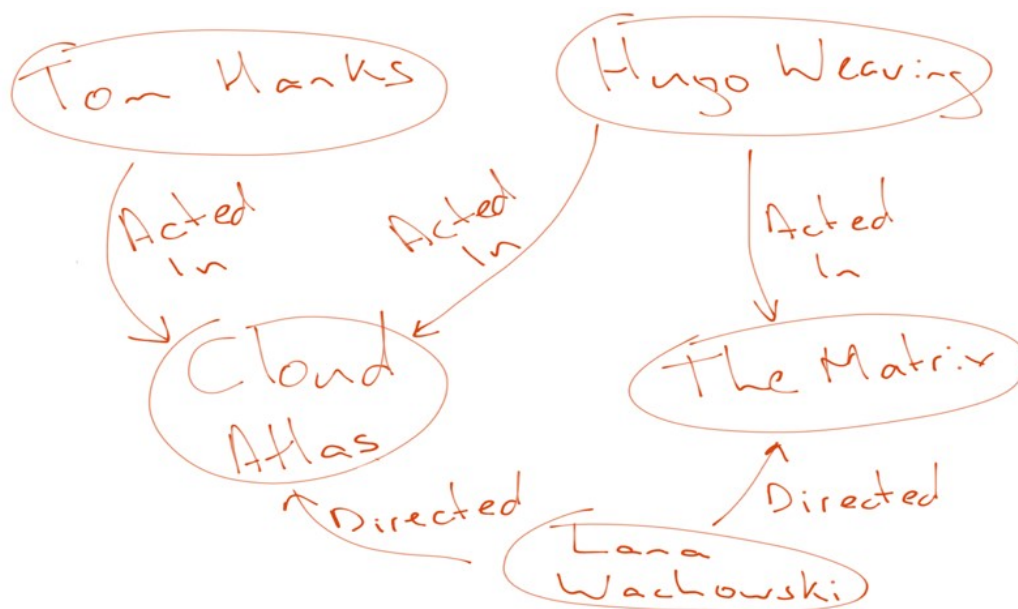 Tom Hanks
Hugo Weaving
Acted
In
Acted
In
Acted
In
Cloud
Atlas
The Matrix
Directed
Directed
Lana
Wachowski